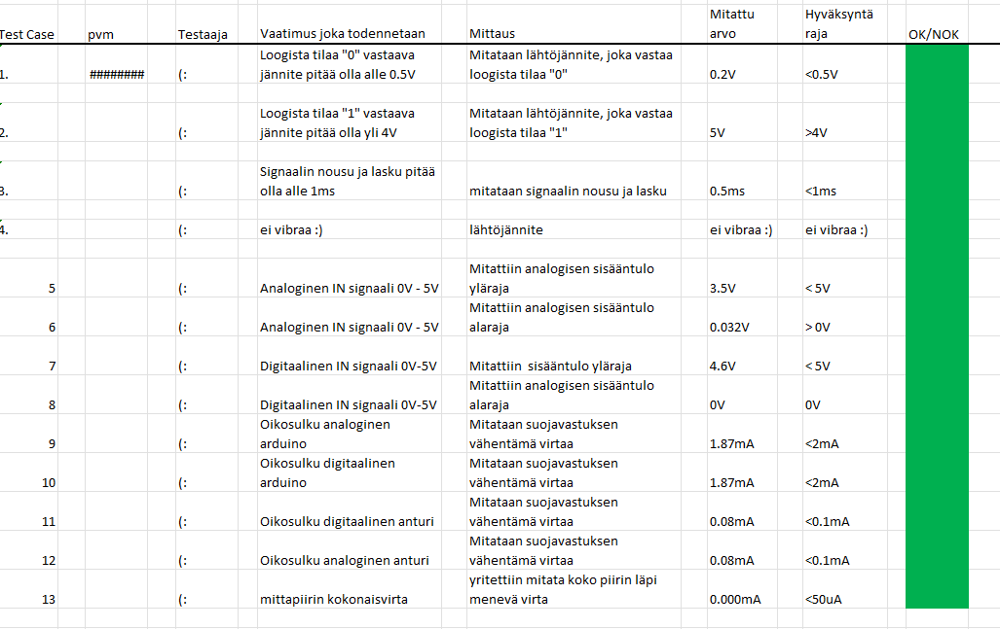 Mitattu Hyväksyntä
Test Case pvm Testaaja Vaatimus joka todennetaan Mittaus arvo raja OK/NOK
Loogista tilaa "0" vastaava Mitataan lähtöjännite, joka vastaa
1. ######## (: jännite pitää olla alle 0.5V loogista tilaa "0" 0.2V <0.5V
Loogista tilaa "1" vastaava Mitataan lähtöjännite, joka vastaa
2. (: jännite pitää olla yli 4V loogista tilaa "1" 5V >4V
Signaalin nousu ja lasku pitää
3. (: olla alle 1ms mitataan signaalin nousu ja lasku 0.5ms <1ms
4. (: ei vibraa :) lähtöjännite ei vibraa :) ei vibraa :)
Mitattiin analogisen sisääntulo
5 (: Analoginen IN signaali 0V - 5V yläraja 3.5V < 5V
Mitattiin analogisen sisääntulo
6 (: Analoginen IN signaali 0V - 5V alaraja 0.032V > 0V
7 (: Digitaalinen IN signaali 0V-5V Mitattiin  sisääntulo yläraja 4.6V < 5V
Mitattiin analogisen sisääntulo
8 (: Digitaalinen IN signaali 0V-5V alaraja 0V 0V
Oikosulku analoginen Mitataan suojavastuksen
9 (: arduino vähentämä virtaa 1.87mA <2mA
Oikosulku digitaalinen Mitataan suojavastuksen
10 (: arduino vähentämä virtaa 1.87mA <2mA
Mitataan suojavastuksen
11 (: Oikosulku digitaalinen anturi vähentämä virtaa 0.08mA <0.1mA
Mitataan suojavastuksen
12 (: Oikosulku analoginen anturi vähentämä virtaa 0.08mA <0.1mA
yritettiin mitata koko piirin läpi
13 (: mittapiirin kokonaisvirta menevä virta 0.000mA <50uA